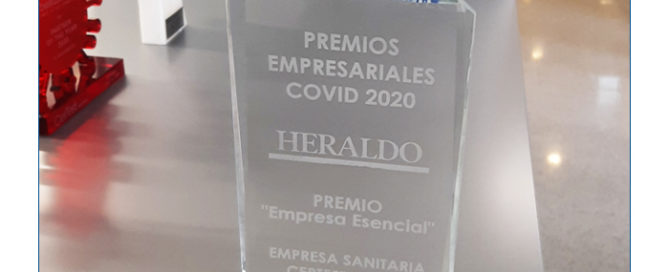 PREMIOS
EMPRESARIALES
COVID 2020
HERALDO
PREMIO
"Empresa Esencial"
EMPRESA SANITARIA